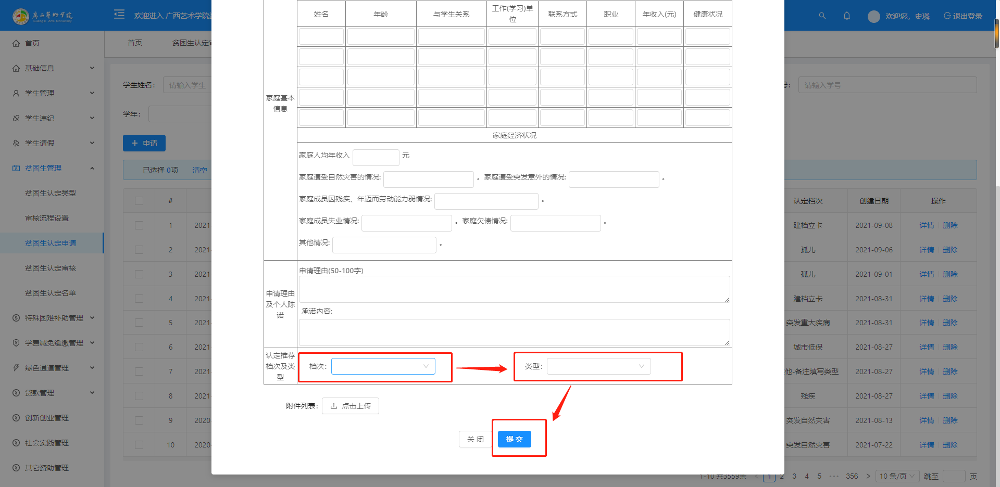 广西艺术学院
Guangxi Arts University
欢迎进入 广西艺术学院
欢迎您，史璘
退出登录
首页
基础信息
学生管理
学生违纪
学生请假
贫困生管理
贫困生认定类型
审核流程设置
贫困生认定申请
贫困生认定审核
贫困生认定名单
特殊困难补助管理
学费减免缓缴管理
绿色通道管理
贷款管理
创新创业管理
社会实践管理
其它资助管理
首页 贫困生认定
学生姓名： 请输入学生
学年：
+ 申请
已选择 0项 清空
#
1 2021-
2 2021-
3 2021-
4 2021-
5 2021-
6 2021-
7 2021-
8 2021-
9 2020-
10 2020-
姓名 年龄 与学生关系 工作(学习)单位 联系方式 职业 年收入(元) 健康状况
家庭基本信息
家庭经济状况
家庭人均年收入 元
家庭遭受自然灾害的情况: 。家庭遭受突发意外的情况: 。
家庭成员因残疾、年迈而劳动能力弱情况: 。
家庭成员失业情况: 。家庭欠债情况: 。
其他情况: 。
申请理由及个人陈诺
申请理由(50-100字)
承诺内容:
认定推荐档次及类型
档次： 类型：
附件列表： 点击上传
关 闭 提 交
号： 请输入学号
认定档次 创建日期 操作
建档立卡 2021-09-08 详情 删除
孤儿 2021-09-06 详情 删除
孤儿 2021-09-01 详情 删除
建档立卡 2021-08-31 详情 删除
突发重大疾病 2021-08-31 详情 删除
城市低保 2021-08-27 详情 删除
他-备注填写类型 2021-08-27 详情 删除
残疾 2021-08-27 详情 删除
突发自然灾害 2021-08-13 详情 删除
突发自然灾害 2021-07-22 详情 删除
1-10 共3559条 < 1 2 3 4 5 ••• 356 > 10 条/页 跳至 页